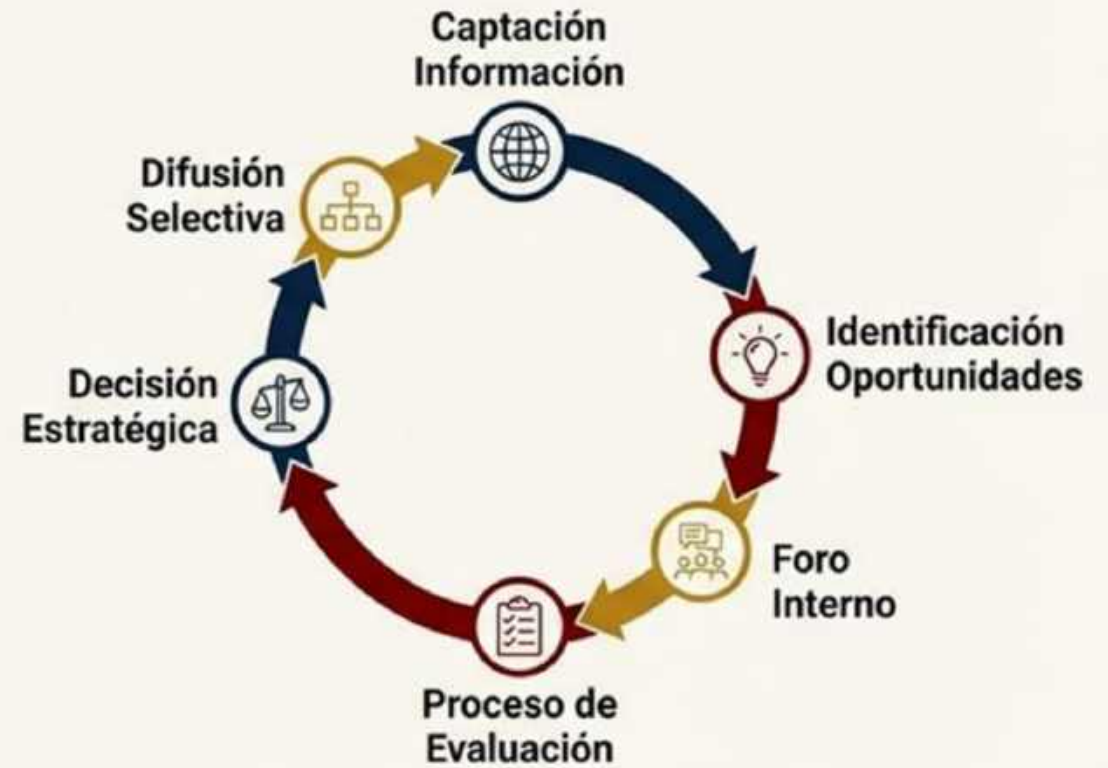 Captación
Información
Identificación
Oportunidades
Foro
Interno
Proceso de
Evaluación
Decisión
Estratégica
Difusión
Selectiva